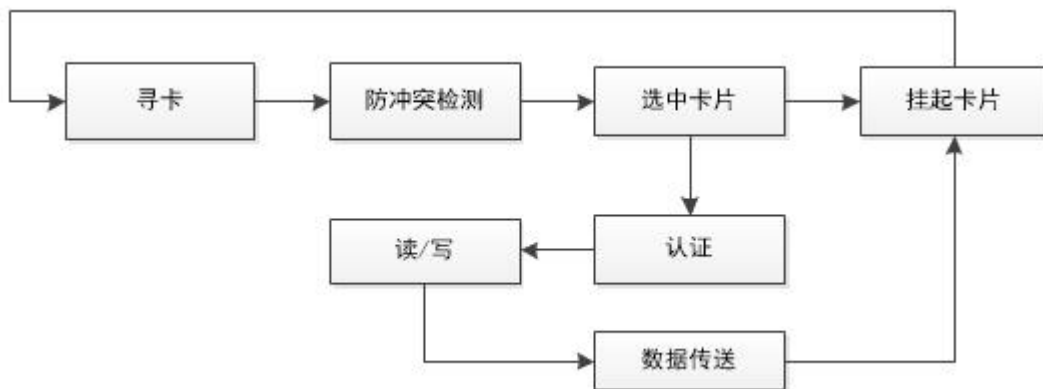 寻卡
防冲突检测
选中卡片
挂起卡片
读/写
认证
数据传送